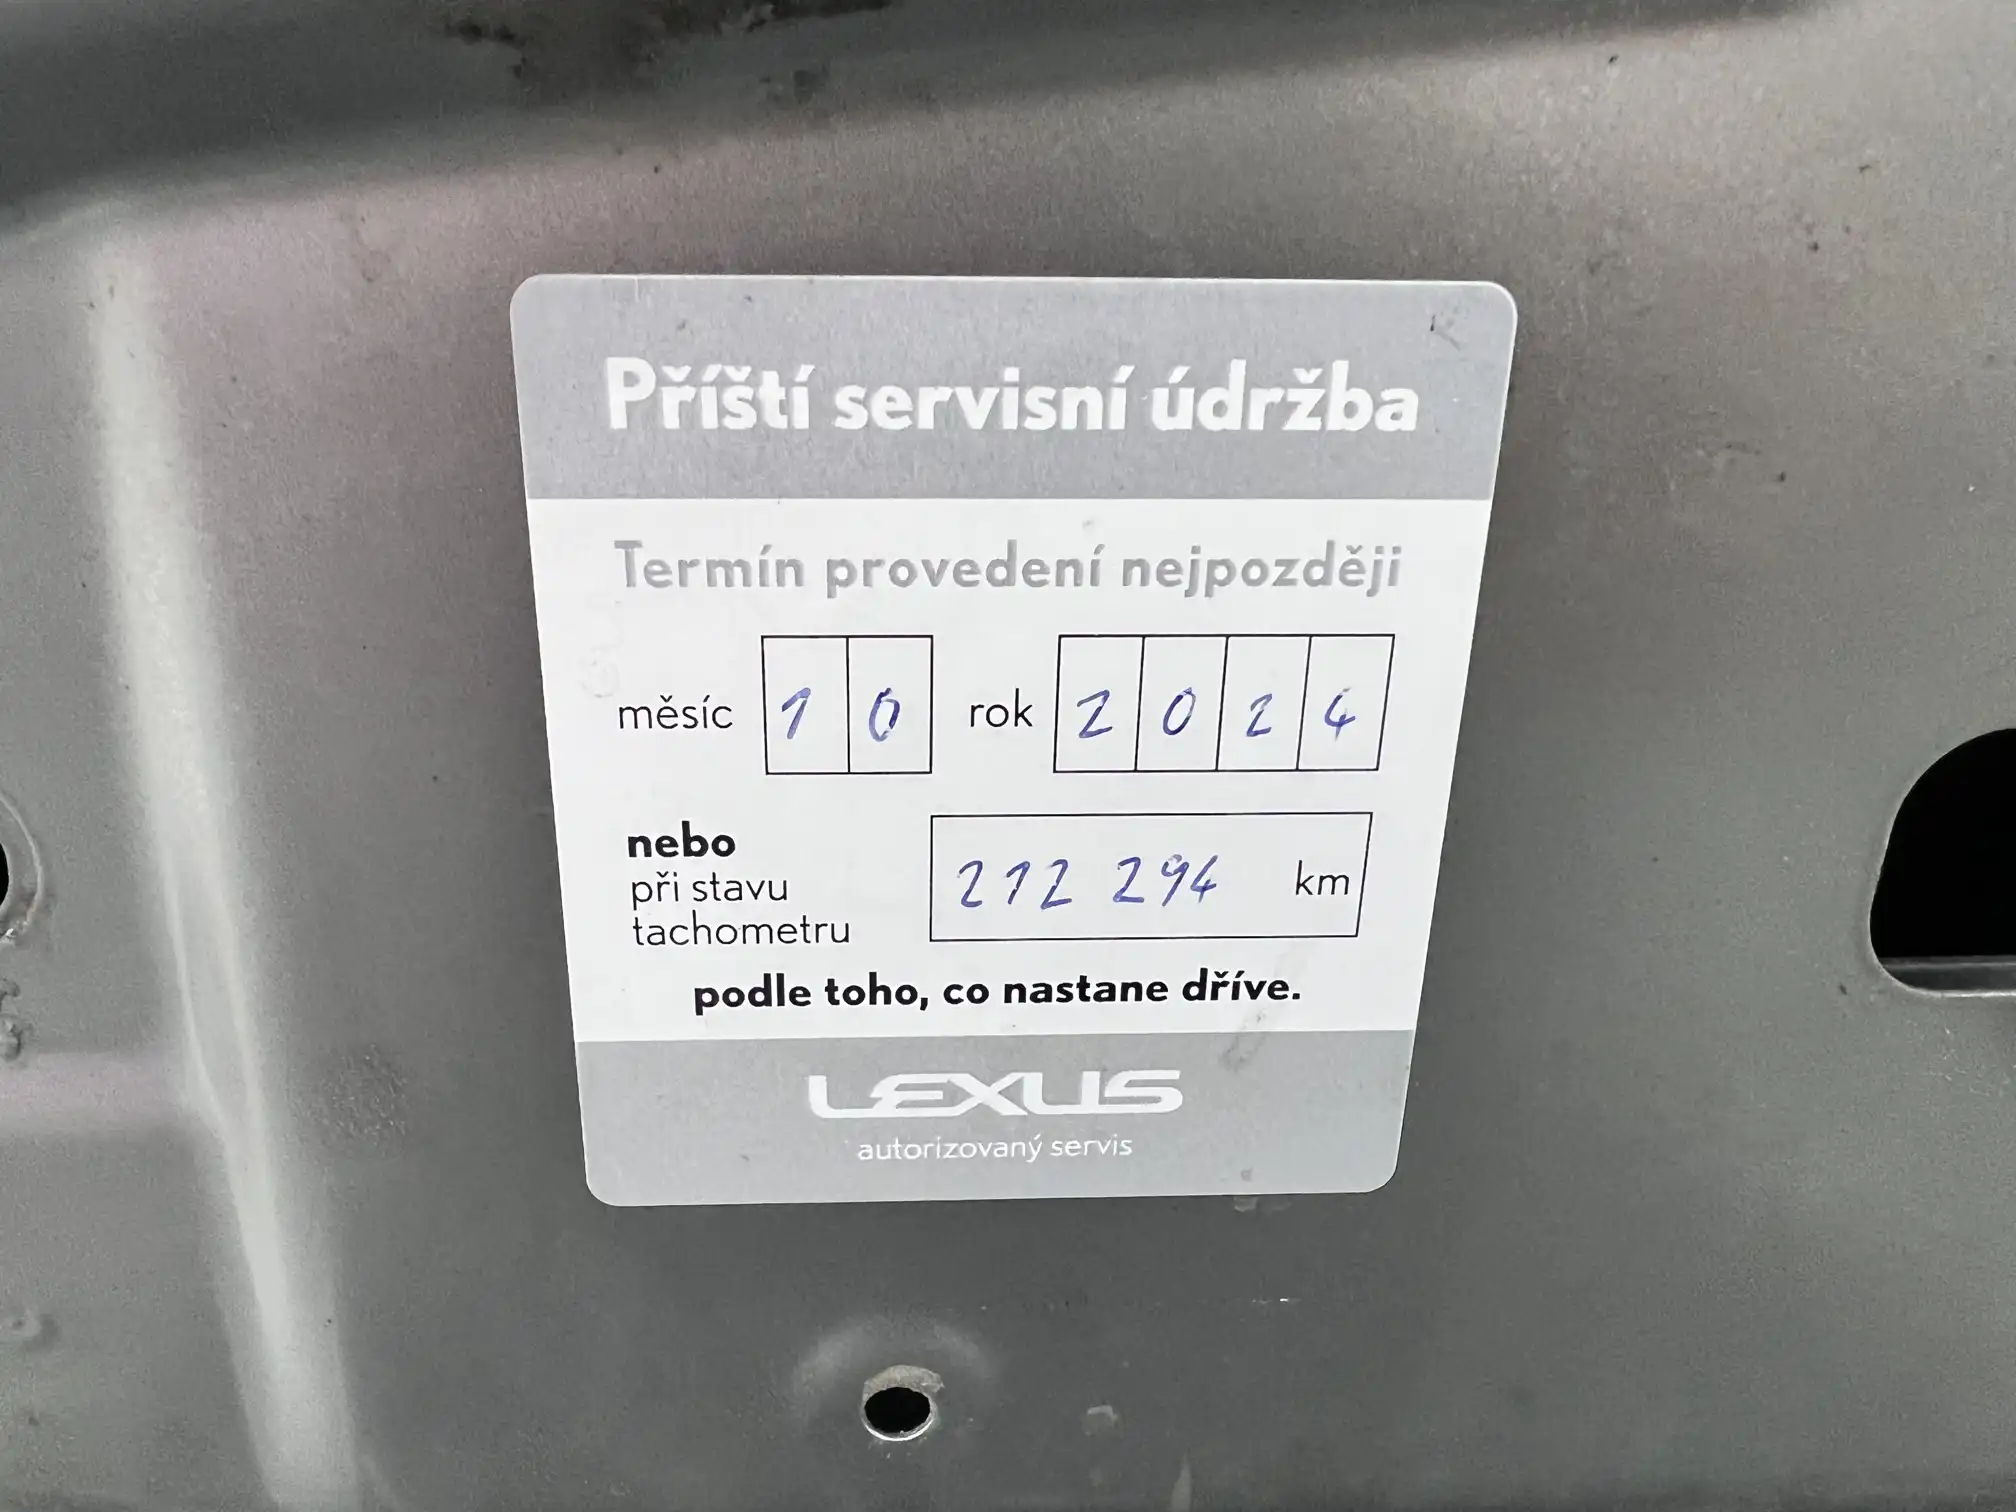 Příští servisní údržba
Termín provedení nejpozději
měsíc 10 rok 2024
nebo
při stavu
tachometru
212 294 km
podle toho, co nastane dříve.
LEXUS
autorizovaný servis